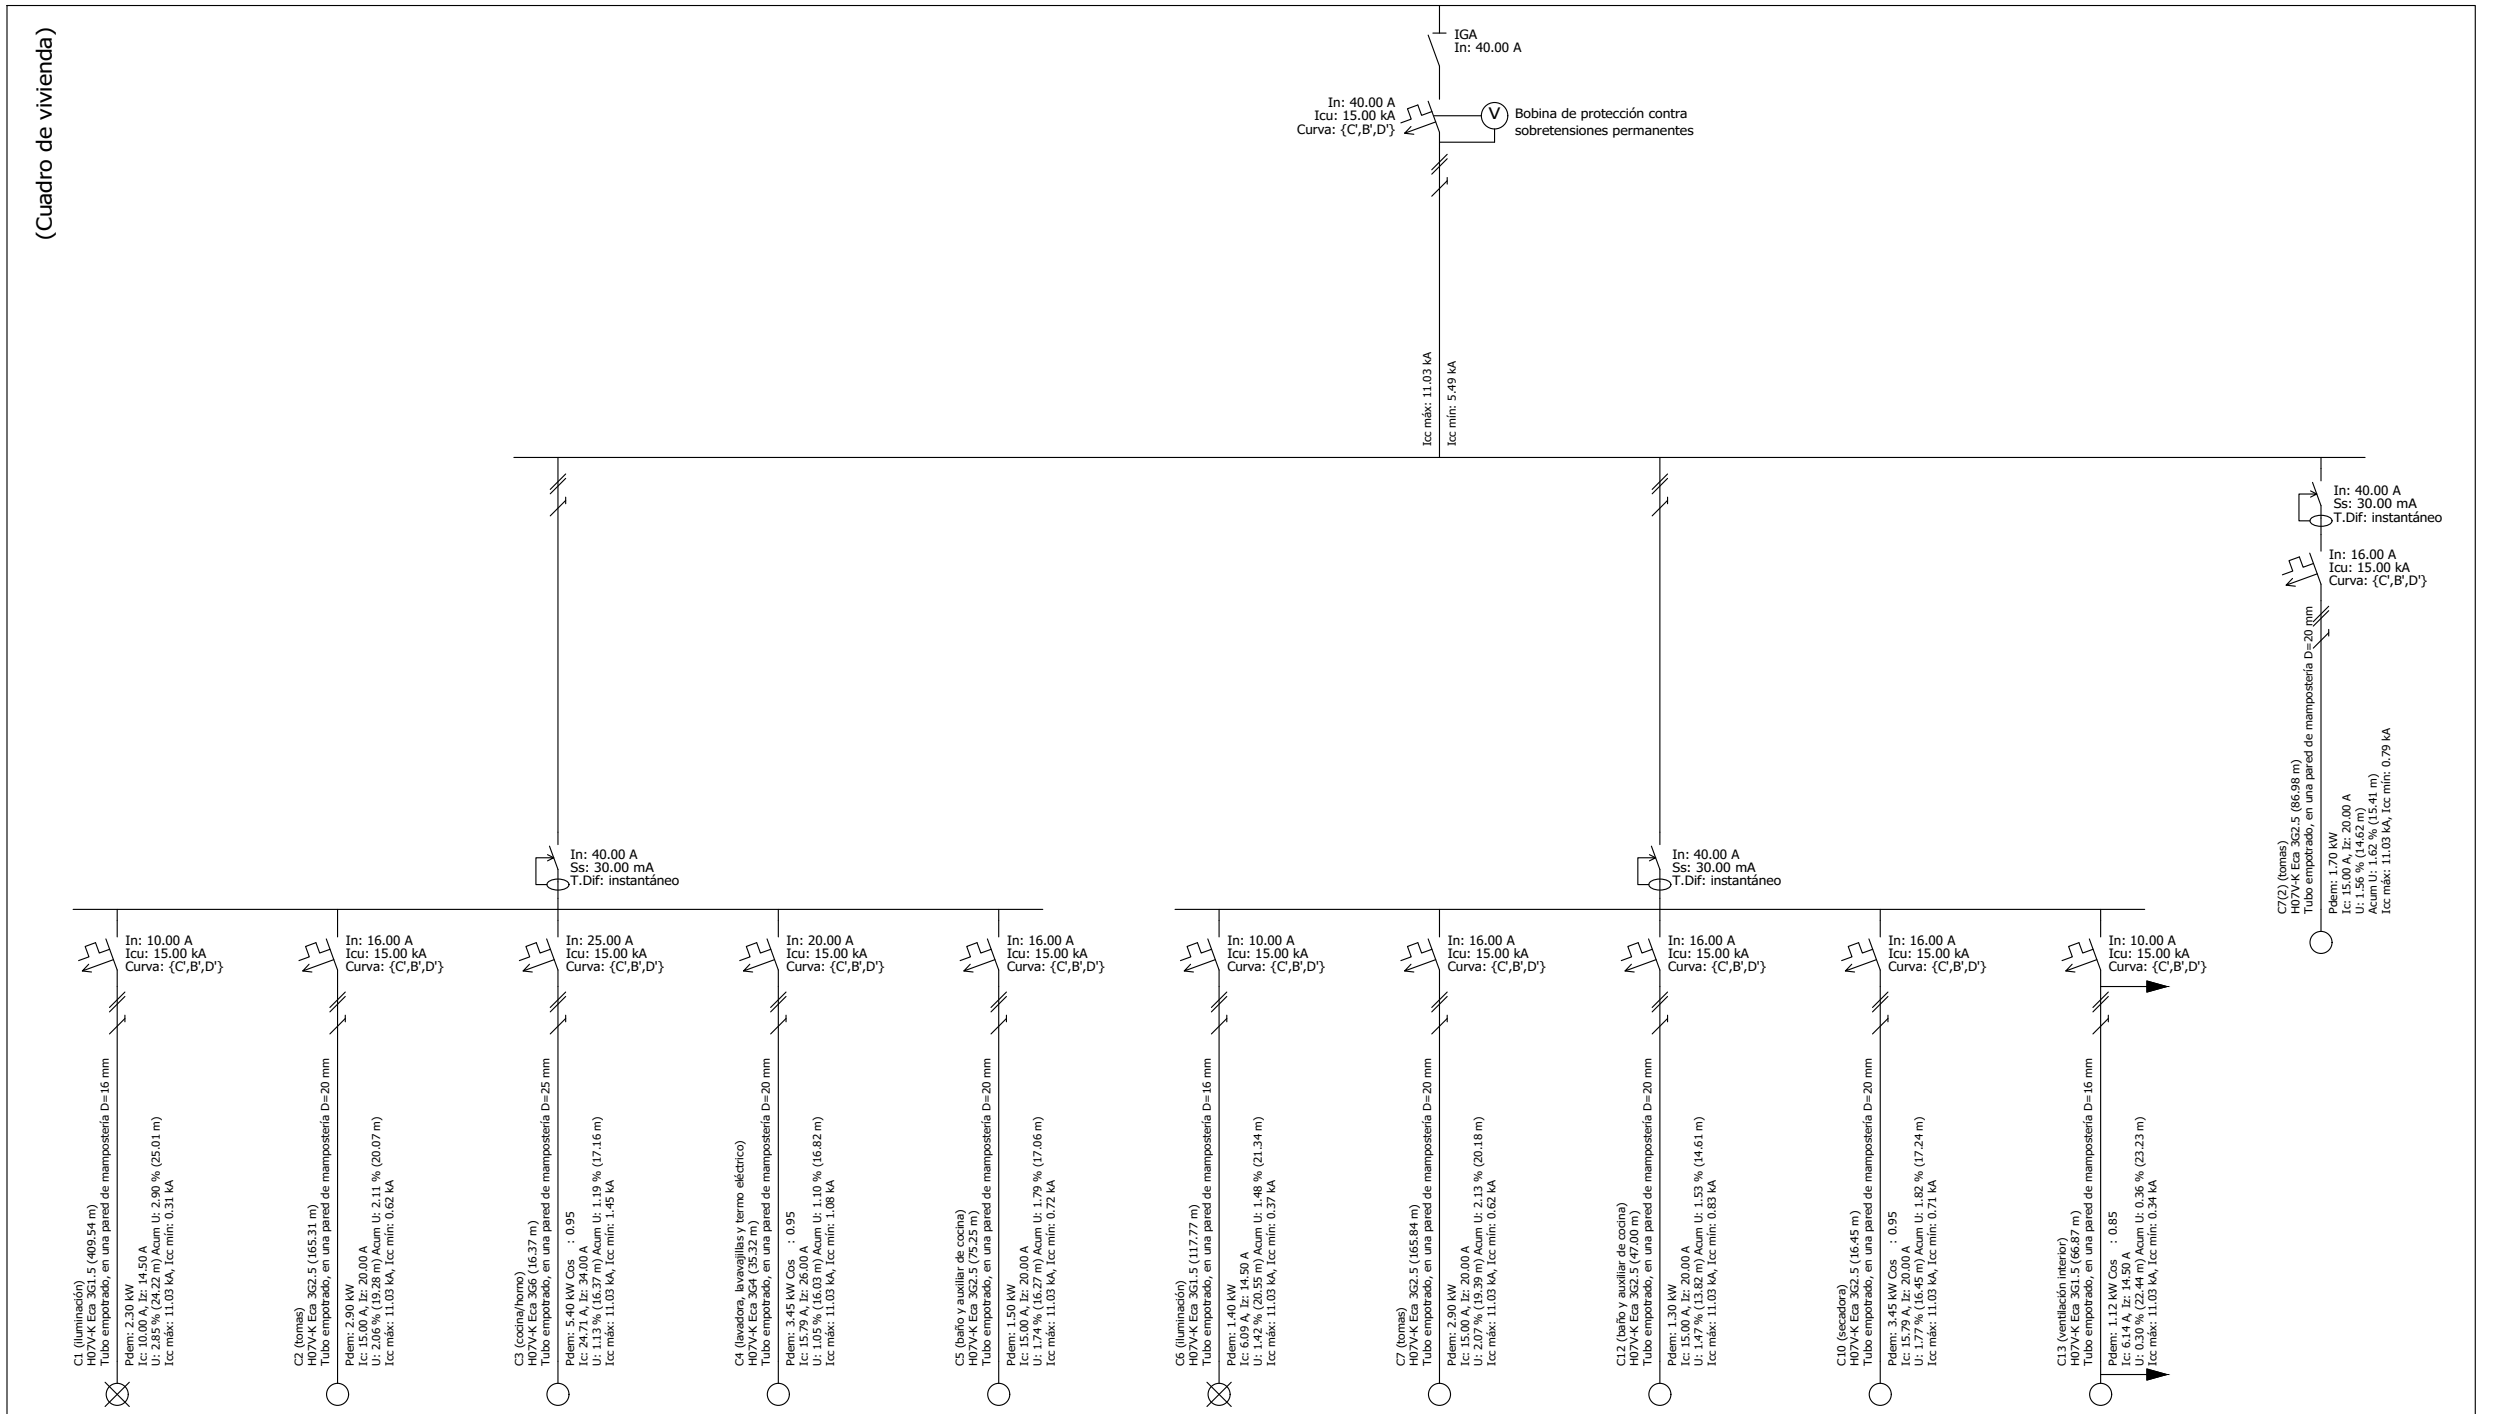 (Cuadro de vivienda)
IGA
In: 40.00 A
In: 40.00 A
Icu: 15.00 kA
Curva: {C',B',D'}
V
Bobina de protección contra
sobretensiones permanentes
Icc máx: 11.03 kA
Icc mín: 5.49 kA
In: 40.00 A
Ss: 30.00 mA
T.Dif: instantáneo
In: 16.00 A
Icu: 15.00 kA
Curva: {C',B',D'}
C7(2) (tomas)
H07V-K Eca 3G2.5 (86.98 m)
Tubo empotrado, en una pared de mampostería D=20 mm
Pdem: 1.70 kW
Ic: 15.00 A, Iz: 20.00 A
U: 1.56 % (14.62 m)
Acum U: 1.62 % (15.41 m)
Icc máx: 11.03 kA, Icc mín: 0.79 kA
In: 40.00 A
Ss: 30.00 mA
T.Dif: instantáneo
In: 40.00 A
Ss: 30.00 mA
T.Dif: instantáneo
In: 10.00 A
Icu: 15.00 kA
Curva: {C',B',D'}
C1 (iluminación)
H07V-K Eca 3G1.5 (409.54 m)
Tubo empotrado, en una pared de mampostería D=16 mm
Pdem: 2.30 kW
Ic: 10.00 A, Iz: 14.50 A
U: 2.85 % (24.22 m) Acum U: 2.90 % (25.01 m)
Icc máx: 11.03 kA, Icc mín: 0.31 kA
In: 16.00 A
Icu: 15.00 kA
Curva: {C',B',D'}
C2 (tomas)
H07V-K Eca 3G2.5 (165.31 m)
Tubo empotrado, en una pared de mampostería D=20 mm
Pdem: 2.90 kW
Ic: 15.00 A, Iz: 20.00 A
U: 2.06 % (19.28 m) Acum U: 2.11 % (20.07 m)
Icc máx: 11.03 kA, Icc mín: 0.62 kA
In: 25.00 A
Icu: 15.00 kA
Curva: {C',B',D'}
C3 (cocina/horno)
H07V-K Eca 3G6 (16.37 m)
Tubo empotrado, en una pared de mampostería D=25 mm
Pdem: 5.40 kW Cos : 0.95
Ic: 24.71 A, Iz: 34.00 A
U: 1.13 % (16.37 m) Acum U: 1.19 % (17.16 m)
Icc máx: 11.03 kA, Icc mín: 1.45 kA
In: 20.00 A
Icu: 15.00 kA
Curva: {C',B',D'}
C4 (lavadora, lavavajillas y termo eléctrico)
H07V-K Eca 3G4 (35.32 m)
Tubo empotrado, en una pared de mampostería D=20 mm
Pdem: 3.45 kW Cos : 0.95
Ic: 15.79 A, Iz: 26.00 A
U: 1.05 % (16.03 m) Acum U: 1.10 % (16.82 m)
Icc máx: 11.03 kA, Icc mín: 1.08 kA
In: 16.00 A
Icu: 15.00 kA
Curva: {C',B',D'}
C5 (baño y auxiliar de cocina)
H07V-K Eca 3G2.5 (75.25 m)
Tubo empotrado, en una pared de mampostería D=20 mm
Pdem: 1.50 kW
Ic: 15.00 A, Iz: 20.00 A
U: 1.74 % (16.27 m) Acum U: 1.79 % (17.06 m)
Icc máx: 11.03 kA, Icc mín: 0.72 kA
In: 10.00 A
Icu: 15.00 kA
Curva: {C',B',D'}
C6 (iluminación)
H07V-K Eca 3G1.5 (117.77 m)
Tubo empotrado, en una pared de mampostería D=16 mm
Pdem: 1.40 kW
Ic: 6.09 A, Iz: 14.50 A
U: 1.42 % (20.55 m) Acum U: 1.48 % (21.34 m)
Icc máx: 11.03 kA, Icc mín: 0.37 kA
In: 16.00 A
Icu: 15.00 kA
Curva: {C',B',D'}
C7 (tomas)
H07V-K Eca 3G2.5 (165.84 m)
Tubo empotrado, en una pared de mampostería D=20 mm
Pdem: 2.90 kW
Ic: 15.00 A, Iz: 20.00 A
U: 2.07 % (19.39 m) Acum U: 2.13 % (20.18 m)
Icc máx: 11.03 kA, Icc mín: 0.62 kA
In: 16.00 A
Icu: 15.00 kA
Curva: {C',B',D'}
C12 (baño y auxiliar de cocina)
H07V-K Eca 3G2.5 (47.00 m)
Tubo empotrado, en una pared de mampostería D=20 mm
Pdem: 1.30 kW
Ic: 15.00 A, Iz: 20.00 A
U: 1.47 % (13.82 m) Acum U: 1.53 % (14.61 m)
Icc máx: 11.03 kA, Icc mín: 0.83 kA
In: 16.00 A
Icu: 15.00 kA
Curva: {C',B',D'}
C10 (secadora)
H07V-K Eca 3G2.5 (16.45 m)
Tubo empotrado, en una pared de mampostería D=20 mm
Pdem: 3.45 kW Cos : 0.95
Ic: 15.79 A, Iz: 20.00 A
U: 1.77 % (16.45 m) Acum U: 1.82 % (17.24 m)
Icc máx: 11.03 kA, Icc mín: 0.71 kA
In: 10.00 A
Icu: 15.00 kA
Curva: {C',B',D'}
C13 (ventilación interior)
H07V-K Eca 3G1.5 (66.87 m)
Tubo empotrado, en una pared de mampostería D=16 mm
Pdem: 1.12 kW Cos : 0.85
Ic: 6.14 A, Iz: 14.50 A
U: 0.30 % (22.44 m) Acum U: 0.36 % (23.23 m)
Icc máx: 11.03 kA, Icc mín: 0.34 kA